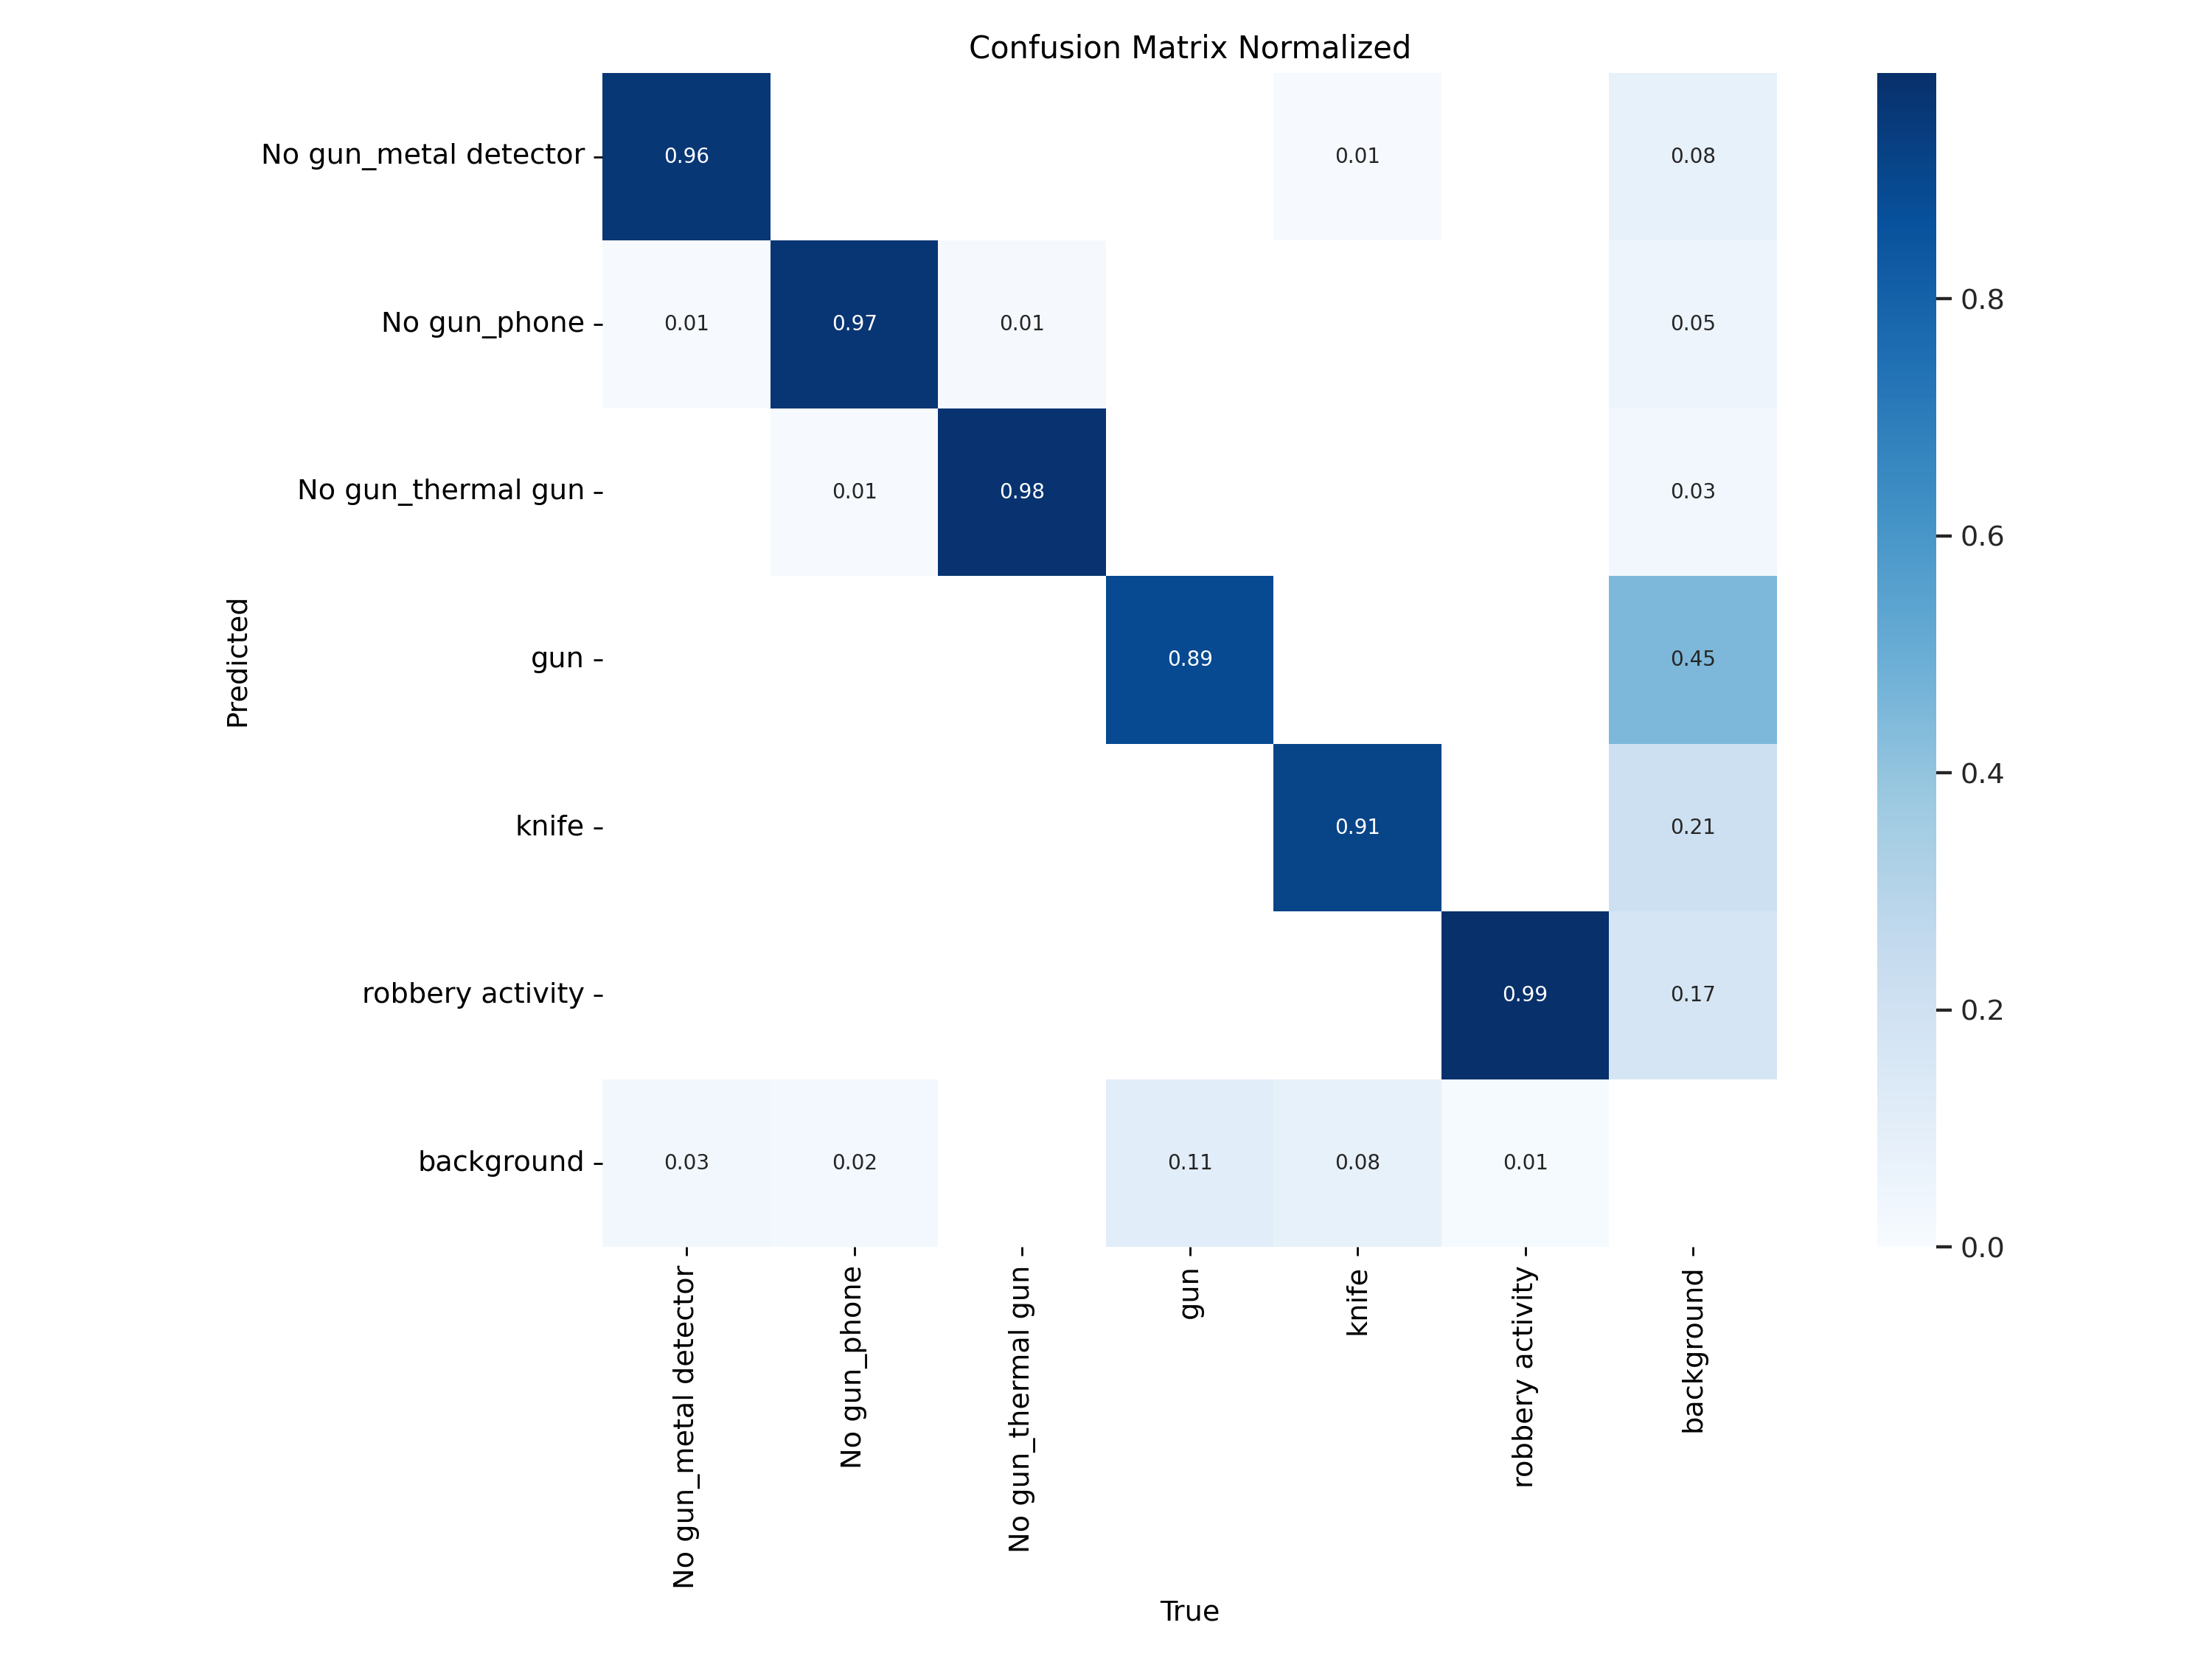 Confusion Matrix Normalized
No gun_metal detector
0.96
0.01
0.08
No gun_phone
0.01
0.97
0.01
0.05
No gun_thermal gun
0.01
0.98
0.03
gun
0.89
0.45
knife
0.91
0.21
robbery activity
0.99
0.17
background
0.03
0.02
0.11
0.08
0.01
Predicted
No gun_metal detector
No gun_phone
No gun_thermal gun
gun
knife
robbery activity
background
True
0.8
0.6
0.4
0.2
0.0